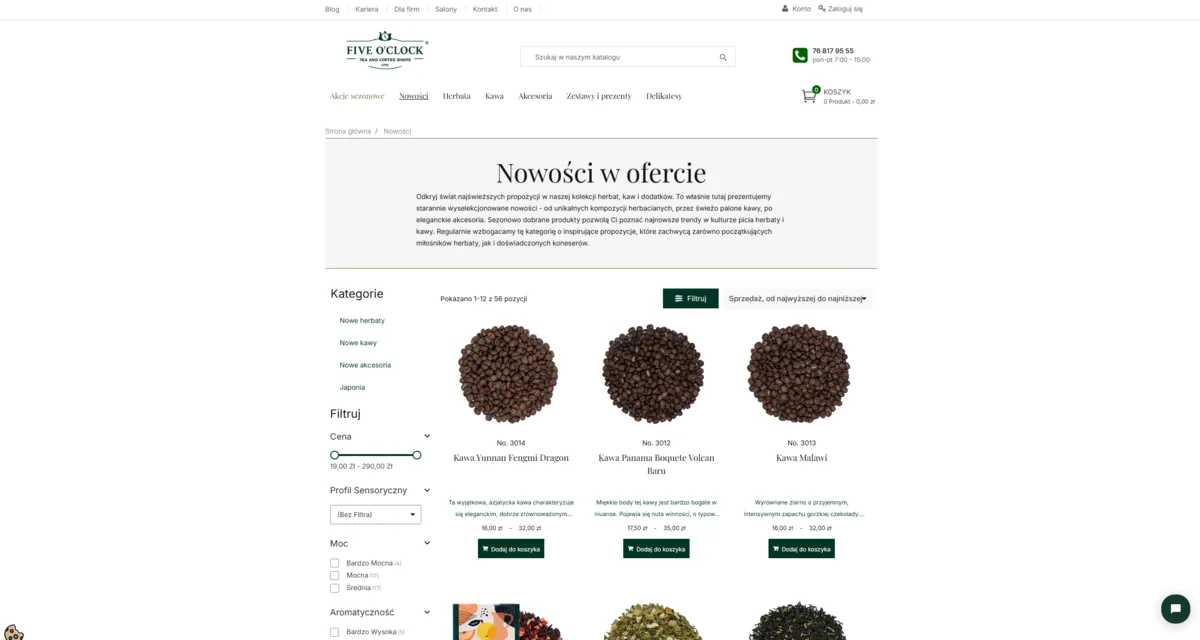 Blog
Kariera
Dla firm
Salony
Kontakt
O nas
Konto
Zaloguj się
FIVE O'CLOCK
TEA AND COFFEE SHOPS
Szukaj w naszym katalogu
76 817 95 55
pon-pt 7:00 - 15:00
Akcje sezonowe
Nowości
Herbata
Kawa
Akcesoria
Zestawy i prezenty
Delikatesy
0
KOSZYK
0 Produkt - 0,00 zł
Strona główna / Nowości
Nowości w ofercie
Odkryj świat najświeższych propozycji w naszej kolekcji herbat, kaw i dodatków. To właśnie tutaj prezentujemy
starannie wyselekcjonowane nowości - od unikalnych kompozycji herbacianych, przez świeżo palone kawy, po
eleganckie akcesoria. Sezonowo dobrane produkty pozwolą Ci poznać najnowsze trendy w kulturze picia herbaty i
kawy. Regularnie wzbogacamy tę kategorię o inspirujące propozycje, które zachwycą zarówno początkujących
miłośników herbaty, jak i doświadczonych koneserów.
Kategorie
Nowe herbaty
Nowe kawy
Nowe akcesoria
Japonia
Filtruj
Cena
19,00 Zł - 290,00 Zł
Profil Sensoryczny
(Bez Filtra)
Moc
Bardzo Mocna (4)
Mocna (17)
Średnia (17)
Aromatyczność
Bardzo Wysoka (5)
Pokazano 1-12 z 56 pozycji
Filtruj
Sprzedaż, od najwyższej do najniższej
No. 3014
Kawa Yunnan Fengmi Dragon
Ta wyjątkowa, azjatycka kawa charakteryzuje
się eleganckim, dobrze zrównoważonym...
16,00 zł - 32,00 zł
Dodaj do koszyka
No. 3012
Kawa Panama Boquete Volcan
Baru
Miękkie body tej kawy jest bardzo bogate w
niuanse. Pojawia się nuta winności, o typow...
17,50 zł - 35,00 zł
Dodaj do koszyka
No. 3013
Kawa Malawi
Wyrównane ziarno o przyjemnym,
intensywnym zapachu gorzkiej czekolady....
16,00 zł - 32,00 zł
Dodaj do koszyka